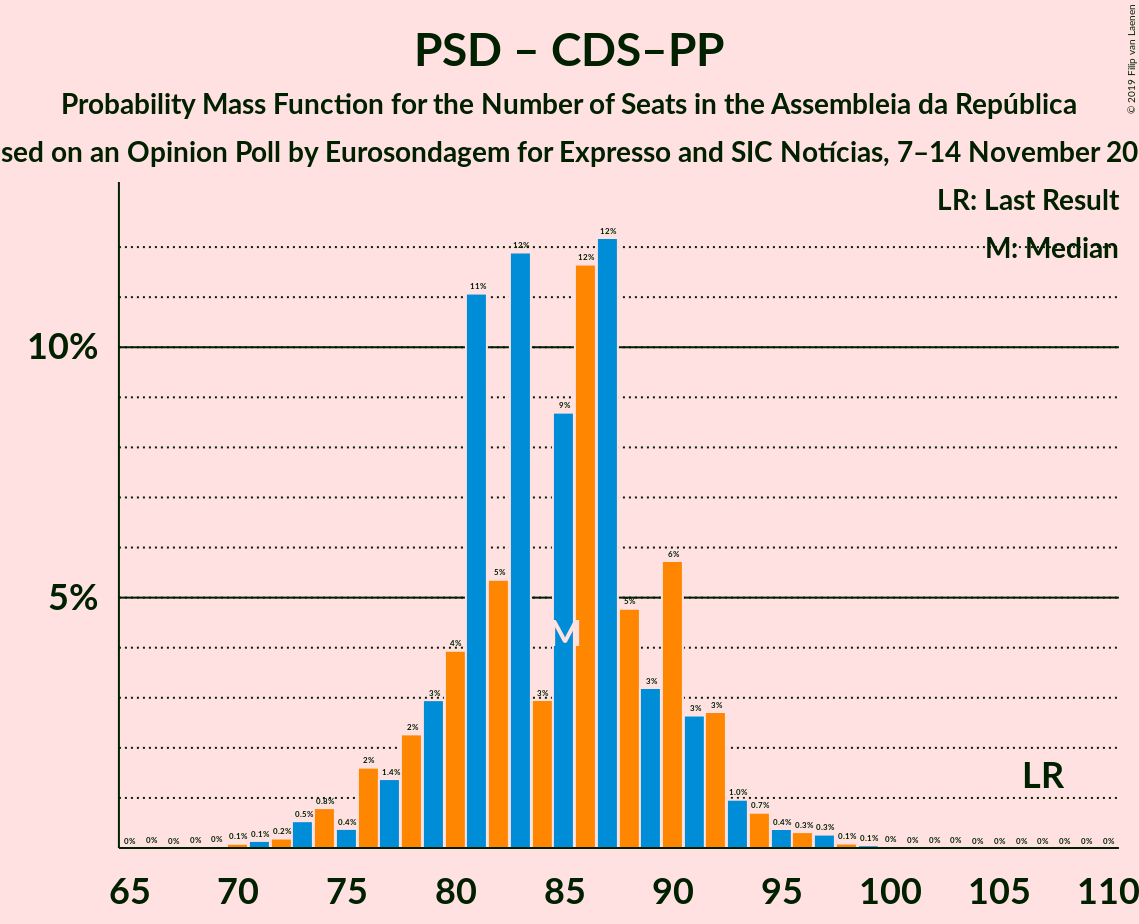 PSD – CDS–PP
Probability Mass Function for the Number of Seats in the Assembleia da República
sed on an Opinion Poll by Eurosondagem for Expresso and SIC Notícias, 7–14 November 20
© 2019 Filip van Laenen
LR: Last Result
M: Median
10%
5%
0% 0% 0% 0% 0% 0.1% 0.1% 0.2% 0.5% 0.8% 0.4% 2% 1.4% 2% 3% 4% 11% 5% 12% 3% 9% 12% 12% 5% 3% 6% 3% 3% 1.0% 0.7% 0.4% 0.3% 0.3% 0.1% 0.1% 0% 0% 0% 0% 0% 0% 0% 0% 0% 0% 0%
M
LR
65 70 75 80 85 90 95 100 105 110